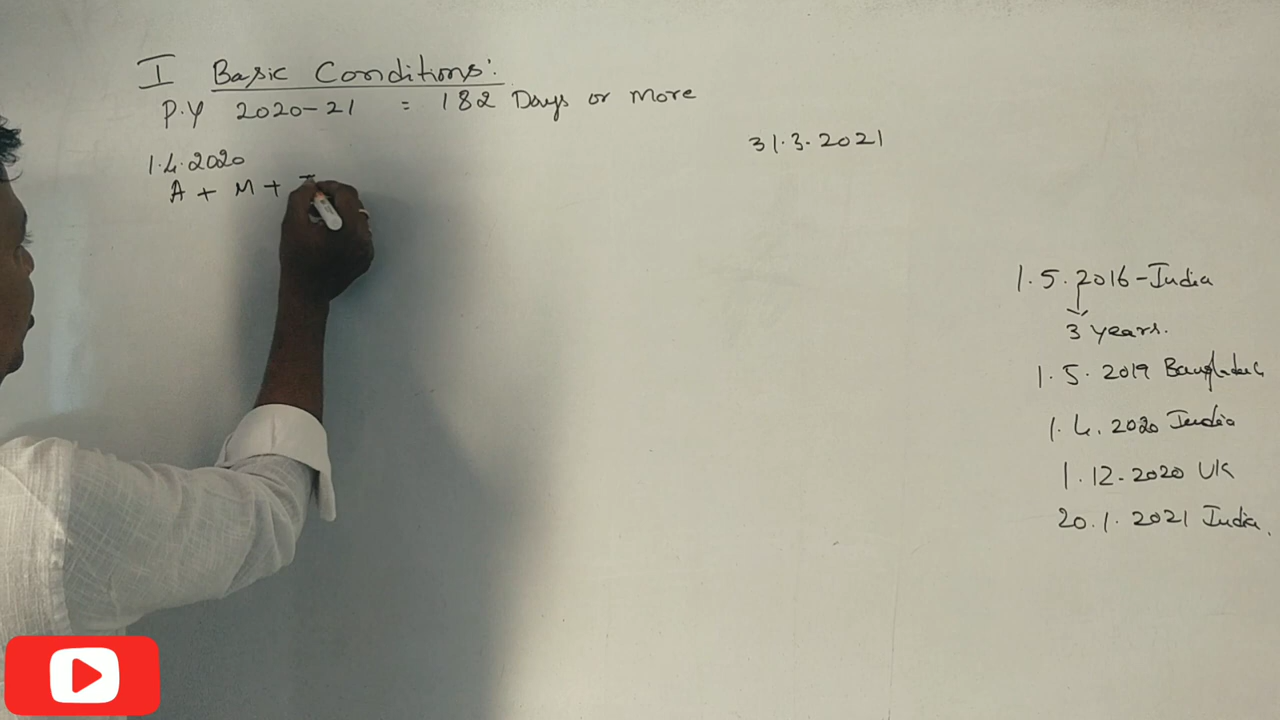 I Basic Conditions:
P.Y 2020-21 = 182 Days or More
1.4.2020
31.3.2021
A + M +
1.5.2016-India
3 years.
1.5.2019 Bangladesh
1.4.2020 India
1.12.2020 UK
20.1.2021 India.